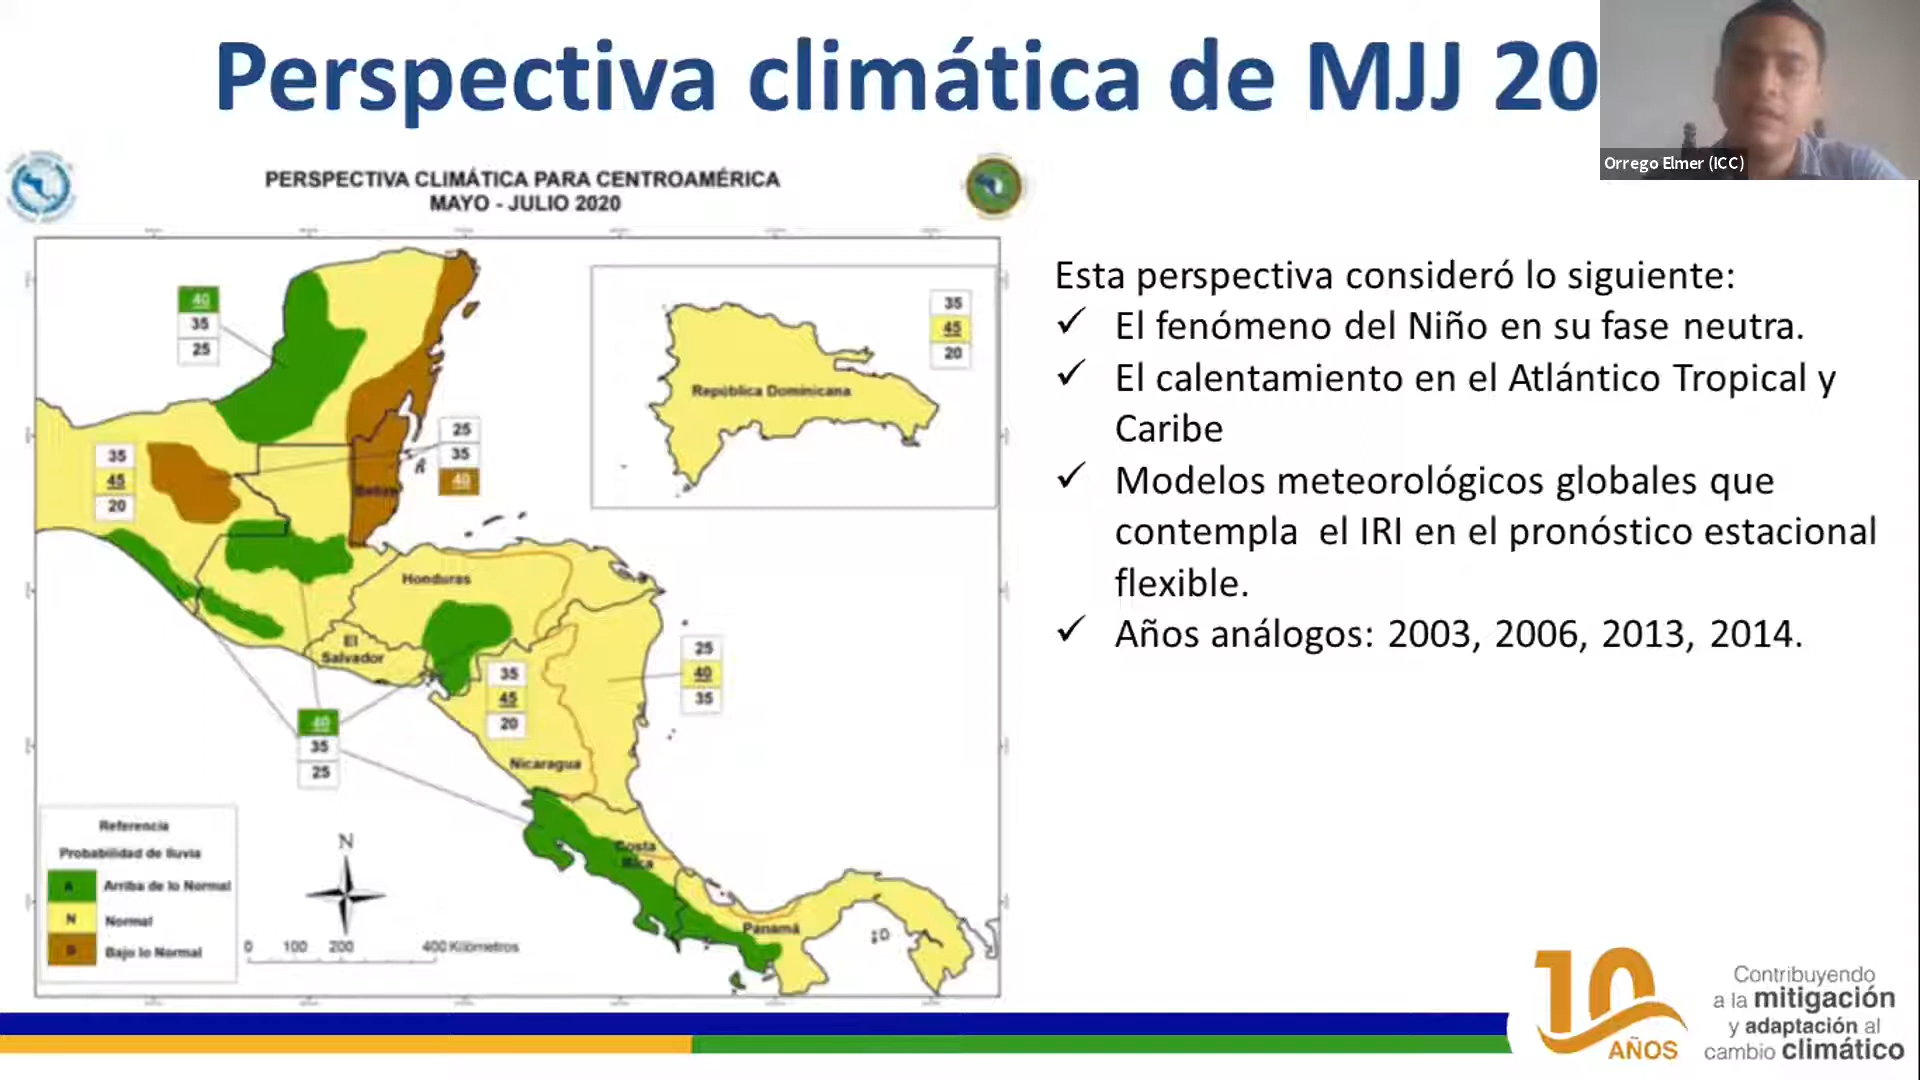 Perspectiva climática de MJJ 20
Orrego Elmer (ICC)
PERSPECTIVA CLIMÁTICA PARA CENTROAMÉRICA
MAYO - JULIO 2020
40
35
25
35
45
20
República Dominicana
25
35
40
35
45
20
Belize
Honduras
El
Salvador
25
40
35
35
45
20
40
35
25
Nicaragua
Costa
Rica
Panamá
Referencia
Probabilidad de lluvia
A Arriba de lo Normal
N Normal
B Bajo lo Normal
N
0 100 200 400 Kilómetros
Esta perspectiva consideró lo siguiente:
✓ El fenómeno del Niño en su fase neutra.
✓ El calentamiento en el Atlántico Tropical y
Caribe
✓ Modelos meteorológicos globales que
contempla el IRI en el pronóstico estacional
flexible.
✓ Años análogos: 2003, 2006, 2013, 2014.
10
AÑOS
Contribuyendo
a la mitigación
y adaptación al
cambio climático